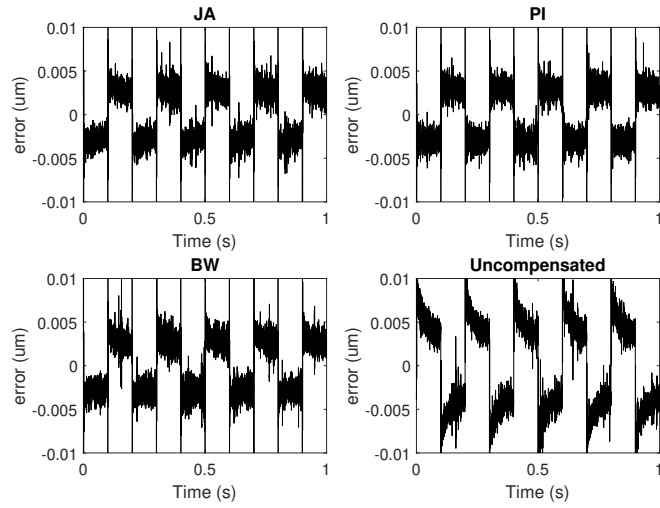 JA
0.01
0.005
0
-0.005
-0.01
error (um)
0
0.5
1
Time (s)
PI
0.01
0.005
0
-0.005
-0.01
error (um)
0
0.5
1
Time (s)
BW
0.01
0.005
0
-0.005
-0.01
error (um)
0
0.5
1
Time (s)
Uncompensated
0.01
0.005
0
-0.005
-0.01
error (um)
0
0.5
1
Time (s)